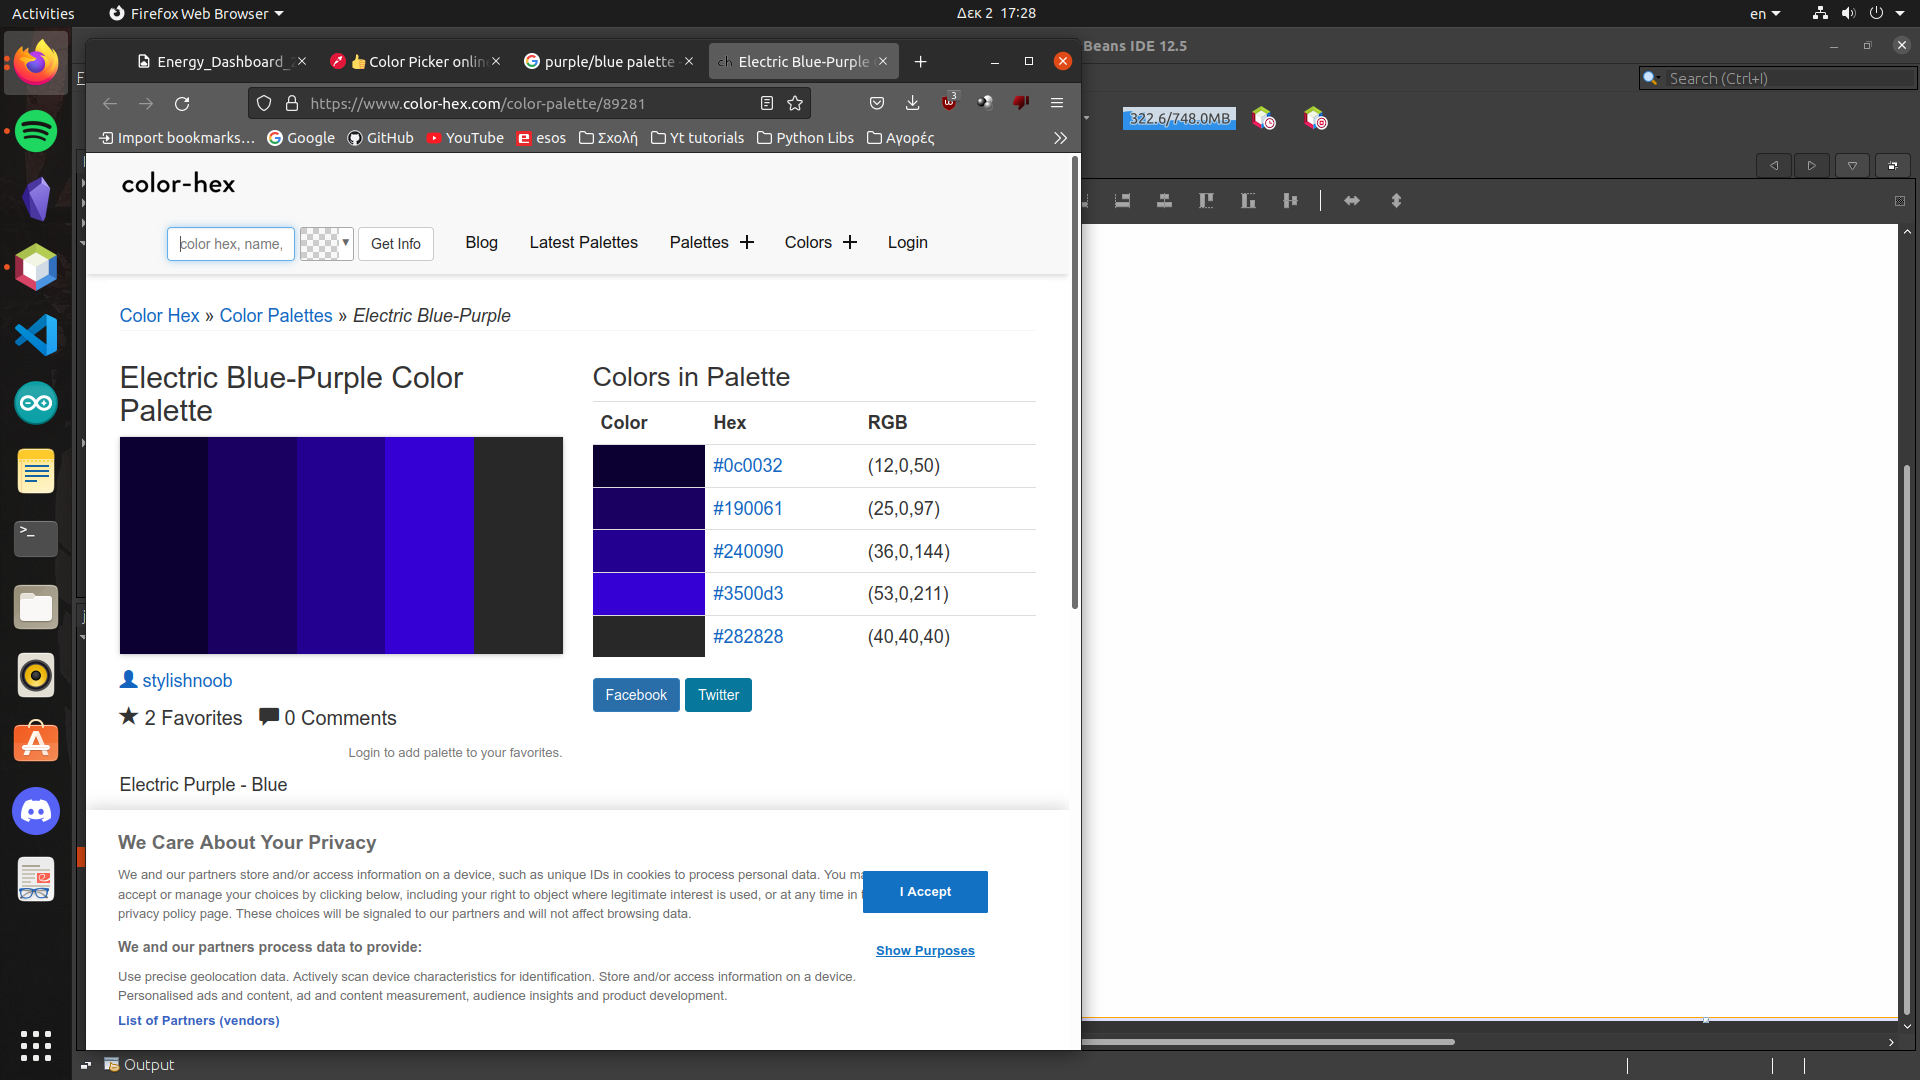 Activities
Firefox Web Browser
Δεκ 2 17:28
en
Beans IDE 12.5
Energy_Dashboard_
Color Picker online
purple/blue palette -
ch Electric Blue-Purple
Search (Ctrl+I)
https://www.color-hex.com/color-palette/89281
3
322.6/748.0MB
Import bookmarks…
Google
GitHub
YouTube
esos
Σχολή
Yt tutorials
Python Libs
Αγορές
color-hex
color hex, name,
Get Info
Blog
Latest Palettes
Palettes +
Colors +
Login
Color Hex » Color Palettes » Electric Blue-Purple
Electric Blue-Purple Color
Palette
Colors in Palette
Color Hex RGB
#0c0032 (12,0,50)
#190061 (25,0,97)
#240090 (36,0,144)
#3500d3 (53,0,211)
#282828 (40,40,40)
stylishnoob
Facebook
Twitter
2 Favorites 0 Comments
Login to add palette to your favorites.
Electric Purple - Blue
We Care About Your Privacy
We and our partners store and/or access information on a device, such as unique IDs in cookies to process personal data. You ma
accept or manage your choices by clicking below, including your right to object where legitimate interest is used, or at any time in
privacy policy page. These choices will be signaled to our partners and will not affect browsing data.
I Accept
We and our partners process data to provide:
Show Purposes
Use precise geolocation data. Actively scan device characteristics for identification. Store and/or access information on a device.
Personalised ads and content, ad and content measurement, audience insights and product development.
List of Partners (vendors)
Output